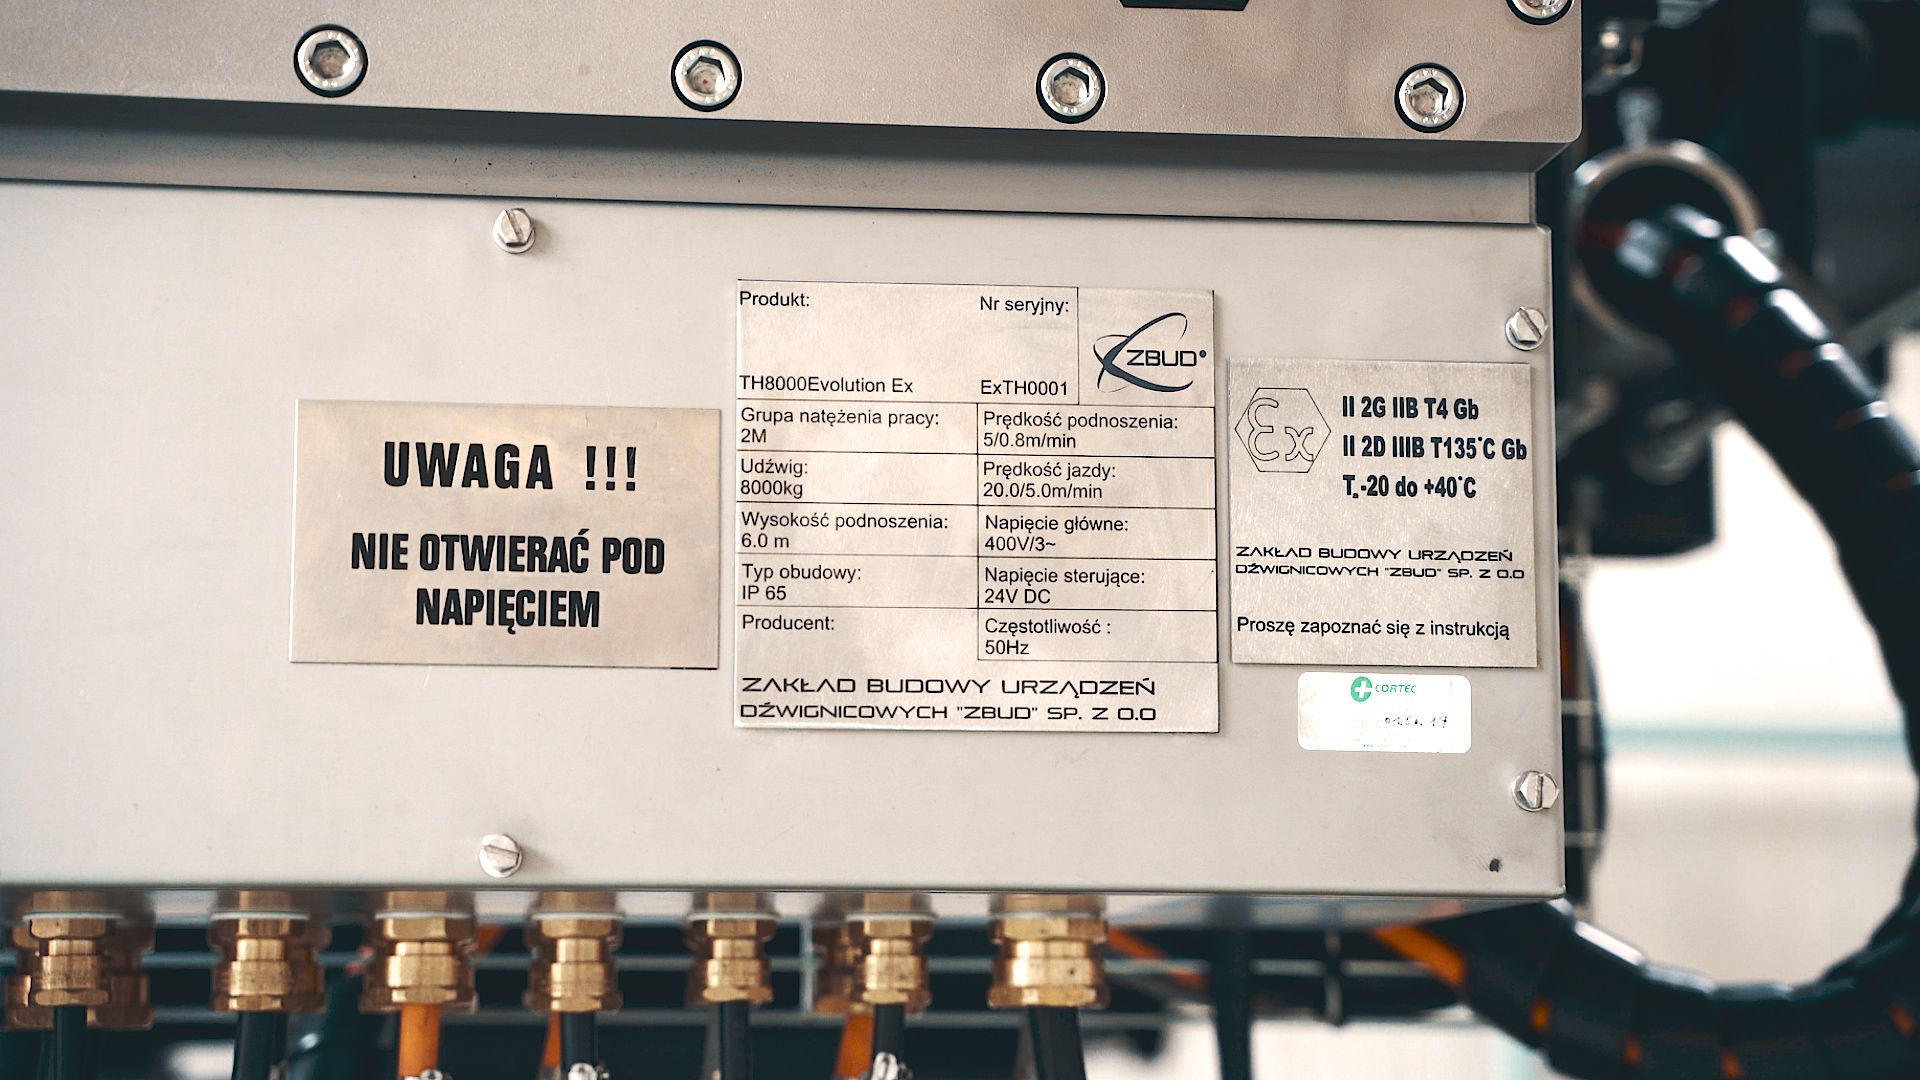 UWAGA !!!
NIE OTWIERAĆ POD
NAPIĘCIEM
Produkt:
Nr seryjny:
TH8000Evolution Ex
ExTH0001
ZBUD®
Grupa natężenia pracy:
2M
Prędkość podnoszenia:
5/0.8m/min
Udźwig:
8000kg
Prędkość jazdy:
20.0/5.0m/min
Wysokość podnoszenia:
6.0 m
Napięcie główne:
400V/3~
Typ obudowy:
IP 65
Napięcie sterujące:
24V DC
Producent:
Częstotliwość :
50Hz
ZAKŁAD BUDOWY URZĄDZEŃ
DŹWIGNICOWYCH "ZBUD" SP. Z O.O
Ex
II 2G IIB T4 Gb
II 2D IIIB T135°C Gb
Tₐ-20 do +40°C
ZAKŁAD BUDOWY URZĄDZEŃ
DŹWIGNICOWYCH "ZBUD" SP. Z O.O
Proszę zapoznać się z instrukcją
CORTEC